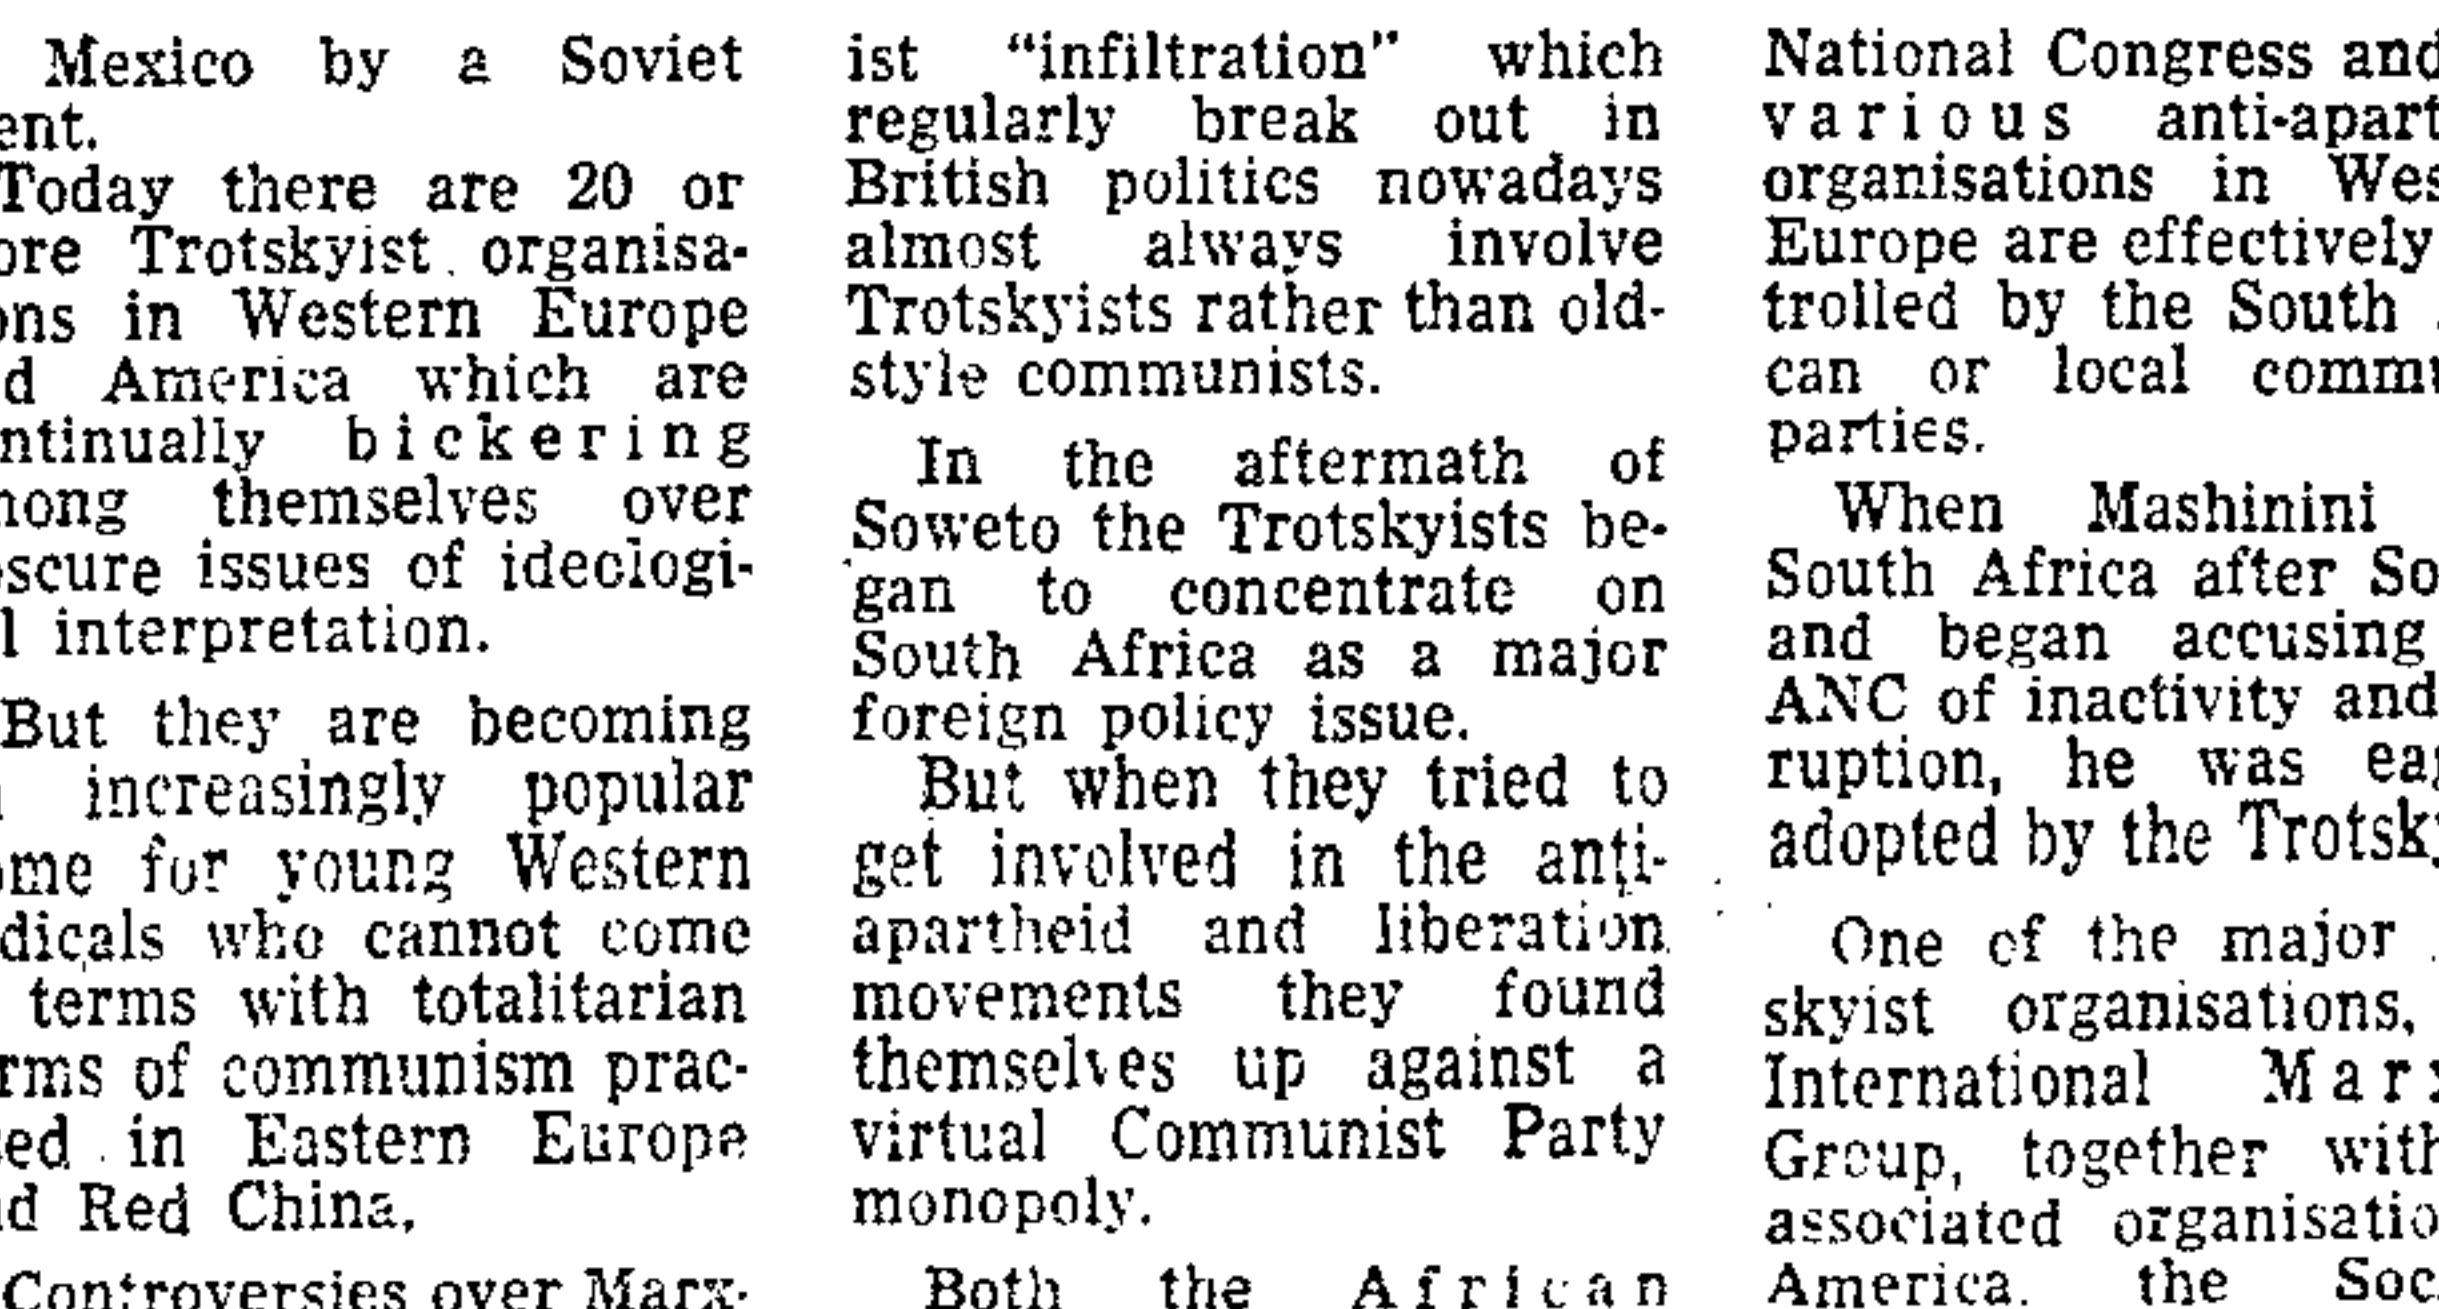 Mexico by a Soviet
ent.
Today there are 20 or
ore Trotskyist organisa-
ons in Western Europe
d America which are
ntinually bickering
mong themselves over
scure issues of ideologi-
l interpretation.
But they are becoming
increasingly popular
ome for young Western
dicals who cannot come
terms with totalitarian
rms of communism prac-
ed in Eastern Europe
d Red China.
Controversies over Marx-
ist “infiltration” which
regularly break out in
British politics nowadays
almost always involve
Trotskyists rather than old-
style communists.
In the aftermath of
Soweto the Trotskyists be-
gan to concentrate on
South Africa as a major
foreign policy issue.
But when they tried to
get involved in the anti-
apartheid and liberation
movements they found
themselves up against a
virtual Communist Party
monopoly.
Both the African
National Congress and
various anti-apart
organisations in Wes
Europe are effectively
trolled by the South
can or local commu
parties.
When Mashinini
South Africa after So
and began accusing
ANC of inactivity and
ruption, he was eag
adopted by the Trotsky
One of the major
skyist organisations,
International Marx
Group, together with
associated organisatio
America, the Soc